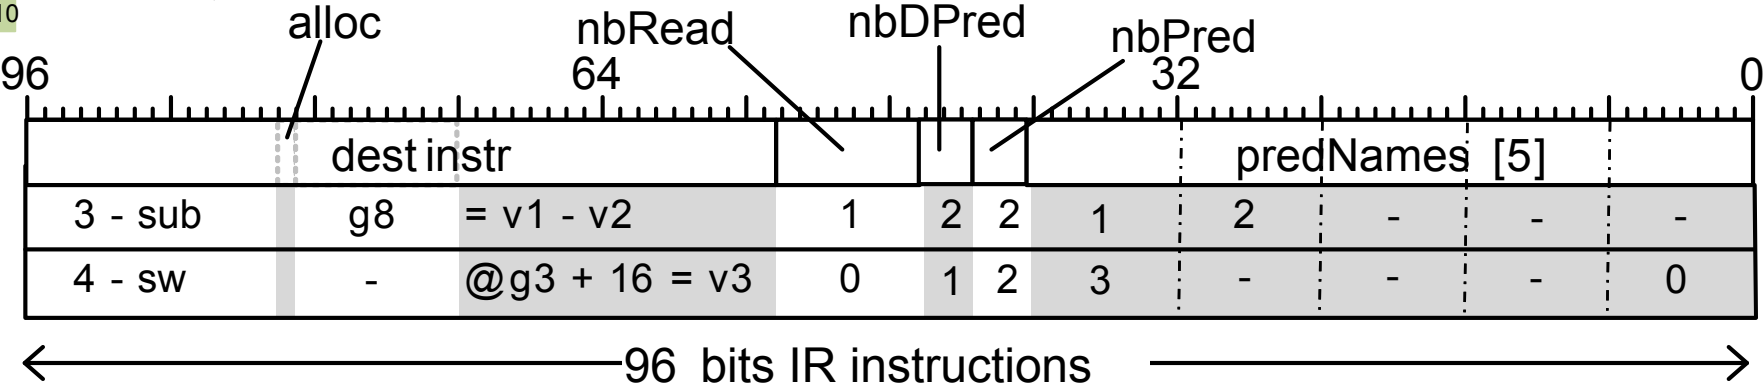 10
alloc nbRead nbDPred nbPred
96 64 32 0
dest instr predNames [5]
3 - sub g8 = v1 - v2 1 2 2 1 2 - - -
4 - sw - @g3 + 16 = v3 0 1 2 3 - - - 0
96 bits IR instructions